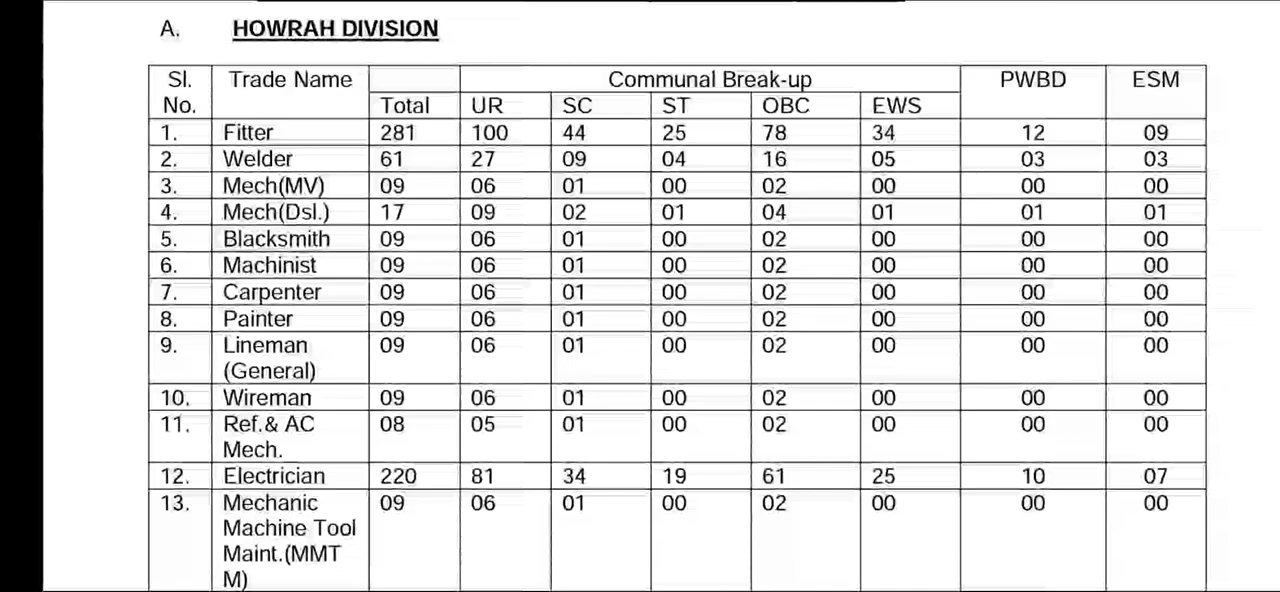 A. HOWRAH DIVISION
Sl. No. Trade Name Communal Break-up PWBD ESM
Total UR SC ST OBC EWS
1. Fitter 281 100 44 25 78 34 12 09
2. Welder 61 27 09 04 16 05 03 03
3. Mech(MV) 09 06 01 00 02 00 00 00
4. Mech(Dsl.) 17 09 02 01 04 01 01 01
5. Blacksmith 09 06 01 00 02 00 00 00
6. Machinist 09 06 01 00 02 00 00 00
7. Carpenter 09 06 01 00 02 00 00 00
8. Painter 09 06 01 00 02 00 00 00
9. Lineman 09 06 01 00 02 00 00 00
(General)
10. Wireman 09 06 01 00 02 00 00 00
11. Ref.& AC 08 05 01 00 02 00 00 00
Mech.
12. Electrician 220 81 34 19 61 25 10 07
13. Mechanic 09 06 01 00 02 00 00 00
Machine Tool
Maint.(MMT
M)